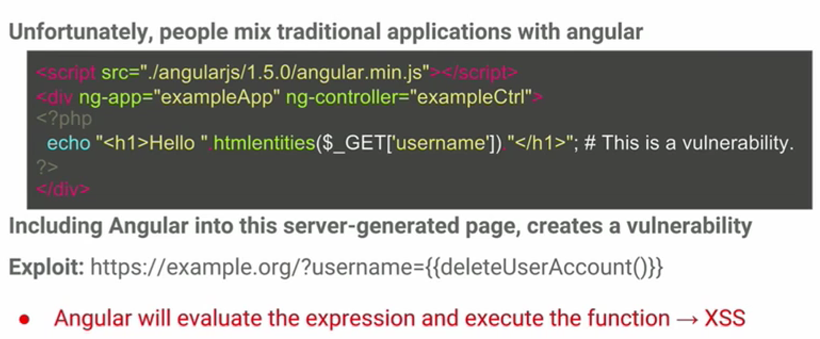 Unfortunately, people mix traditional applications with angular
<script src="./angularjs/1.5.0/angular.min.js"></script>
<div ng-app="exampleApp" ng-controller="exampleCtrl">
<?php
echo "<h1>Hello ".htmlentities($_GET['username'])."</h1>"; # This is a vulnerability.
?>
</div>
Including Angular into this server-generated page, creates a vulnerability
Exploit: https://example.org/?username={{deleteUserAccount()}}
● Angular will evaluate the expression and execute the function → XSS